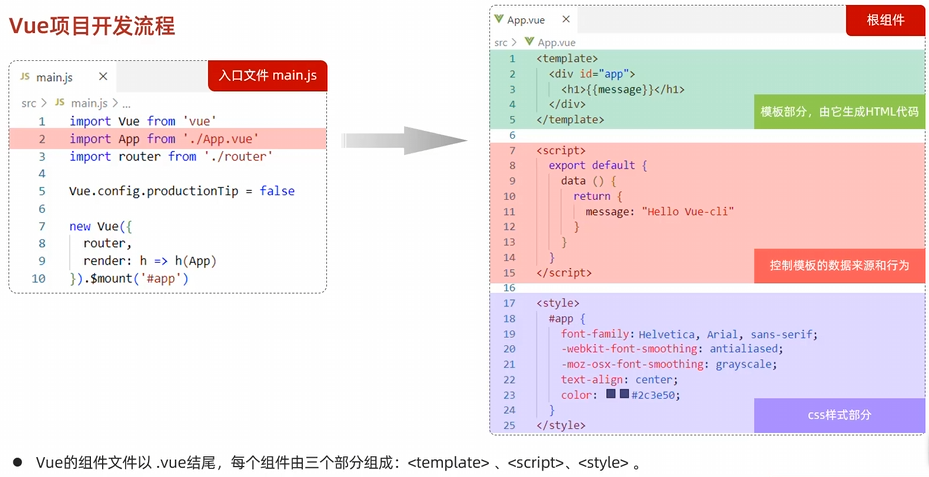 Vue项目开发流程
JS main.js ×
入口文件 main.js
src > JS main.js > ...
1 import Vue from 'vue'
2 import App from './App.vue'
3 import router from './router'
4
5 Vue.config.productionTip = false
6
7 new Vue({
8 router,
9 render: h => h(App)
10 }).$mount('#app')
App.vue ×
根组件
src > App.vue
1 <template>
2 <div id="app">
3 <h1>{{message}}</h1>
4 </div>
5 </template>
模板部分，由它生成HTML代码
6
7 <script>
8 export default {
9 data () {
10 return {
11 message: "Hello Vue-cli"
12 }
13 }
14 }
15 </script>
控制模板的数据来源和行为
16
17 <style>
18 #app {
19 font-family: Helvetica, Arial, sans-serif;
20 -webkit-font-smoothing: antialiased;
21 -moz-osx-font-smoothing: grayscale;
22 text-align: center;
23 color: #2c3e50;
24 }
25 </style>
css样式部分
● Vue的组件文件以 .vue结尾，每个组件由三个部分组成：<template> 、<script>、<style> 。